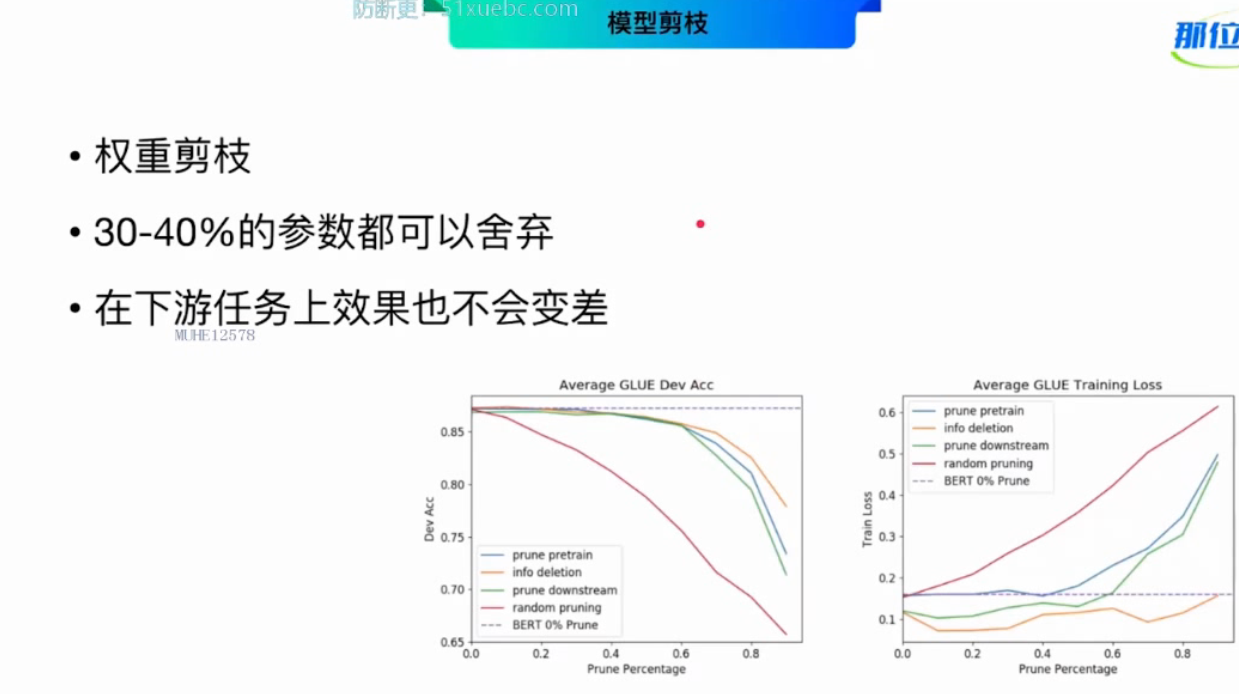 防断更：51xuebc.com
模型剪枝
那位
• 权重剪枝
• 30-40%的参数都可以舍弃
• 在下游任务上效果也不会变差
MUHE12578
Average GLUE Dev Acc
0.85
0.80
0.75
0.70
0.65
Dev Acc
prune pretrain
info deletion
prune downstream
random pruning
BERT 0% Prune
0.0 0.2 0.4 0.6 0.8
Prune Percentage
Average GLUE Training Loss
0.6
0.5
0.4
0.3
0.2
0.1
Train Loss
prune pretrain
info deletion
prune downstream
random pruning
BERT 0% Prune
0.0 0.2 0.4 0.6 0.8
Prune Percentage